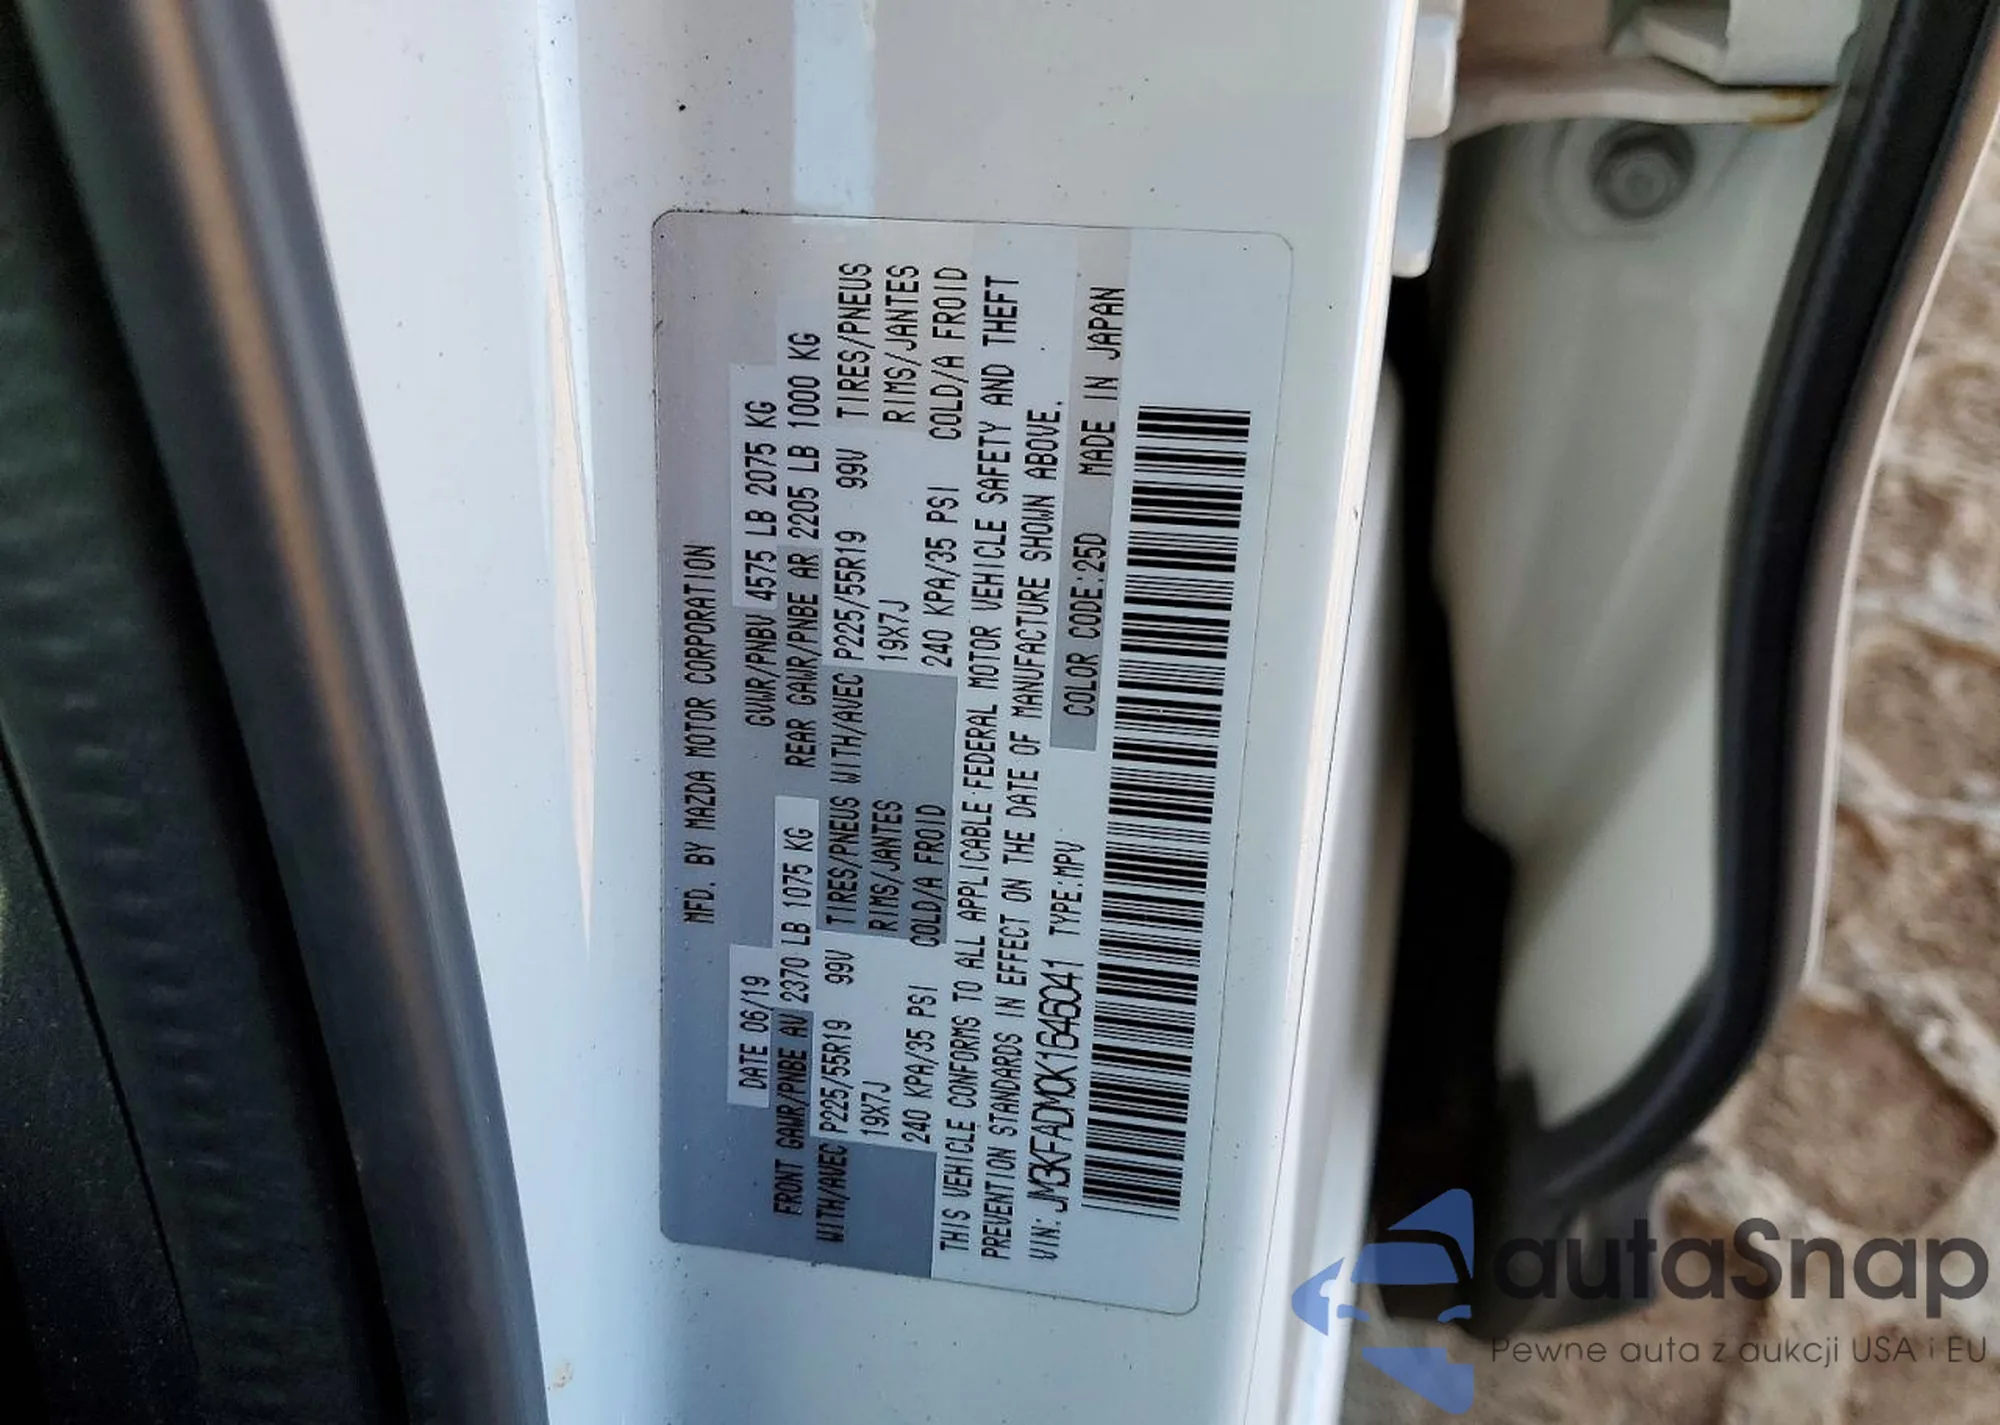 MFD. BY MAZDA MOTOR CORPORATION
DATE 06/19 GVWR/PNBV 4575 LB 2075 KG
FRONT GAWR/PNBE AV 2370 LB 1075 KG REAR GAWR/PNBE AR 2205 LB 1000 KG
WITH/AVEC P225/55R19 99V TIRES/PNEUS WITH/AVEC P225/55R19 99V TIRES/PNEUS
19X7J RIMS/JANTES 19X7J RIMS/JANTES
240 KPA/35 PSI COLD/A FROID 240 KPA/35 PSI COLD/A FROID
THIS VEHICLE CONFORMS TO ALL APPLICABLE FEDERAL MOTOR VEHICLE SAFETY AND THEFT
PREVENTION STANDARDS IN EFFECT ON THE DATE OF MANUFACTURE SHOWN ABOVE.
VIN: JM3KFADM0K1646041 TYPE:MPV COLOR CODE:25D MADE IN JAPAN
autaSnap
Pewne auta z aukcji USA i EU